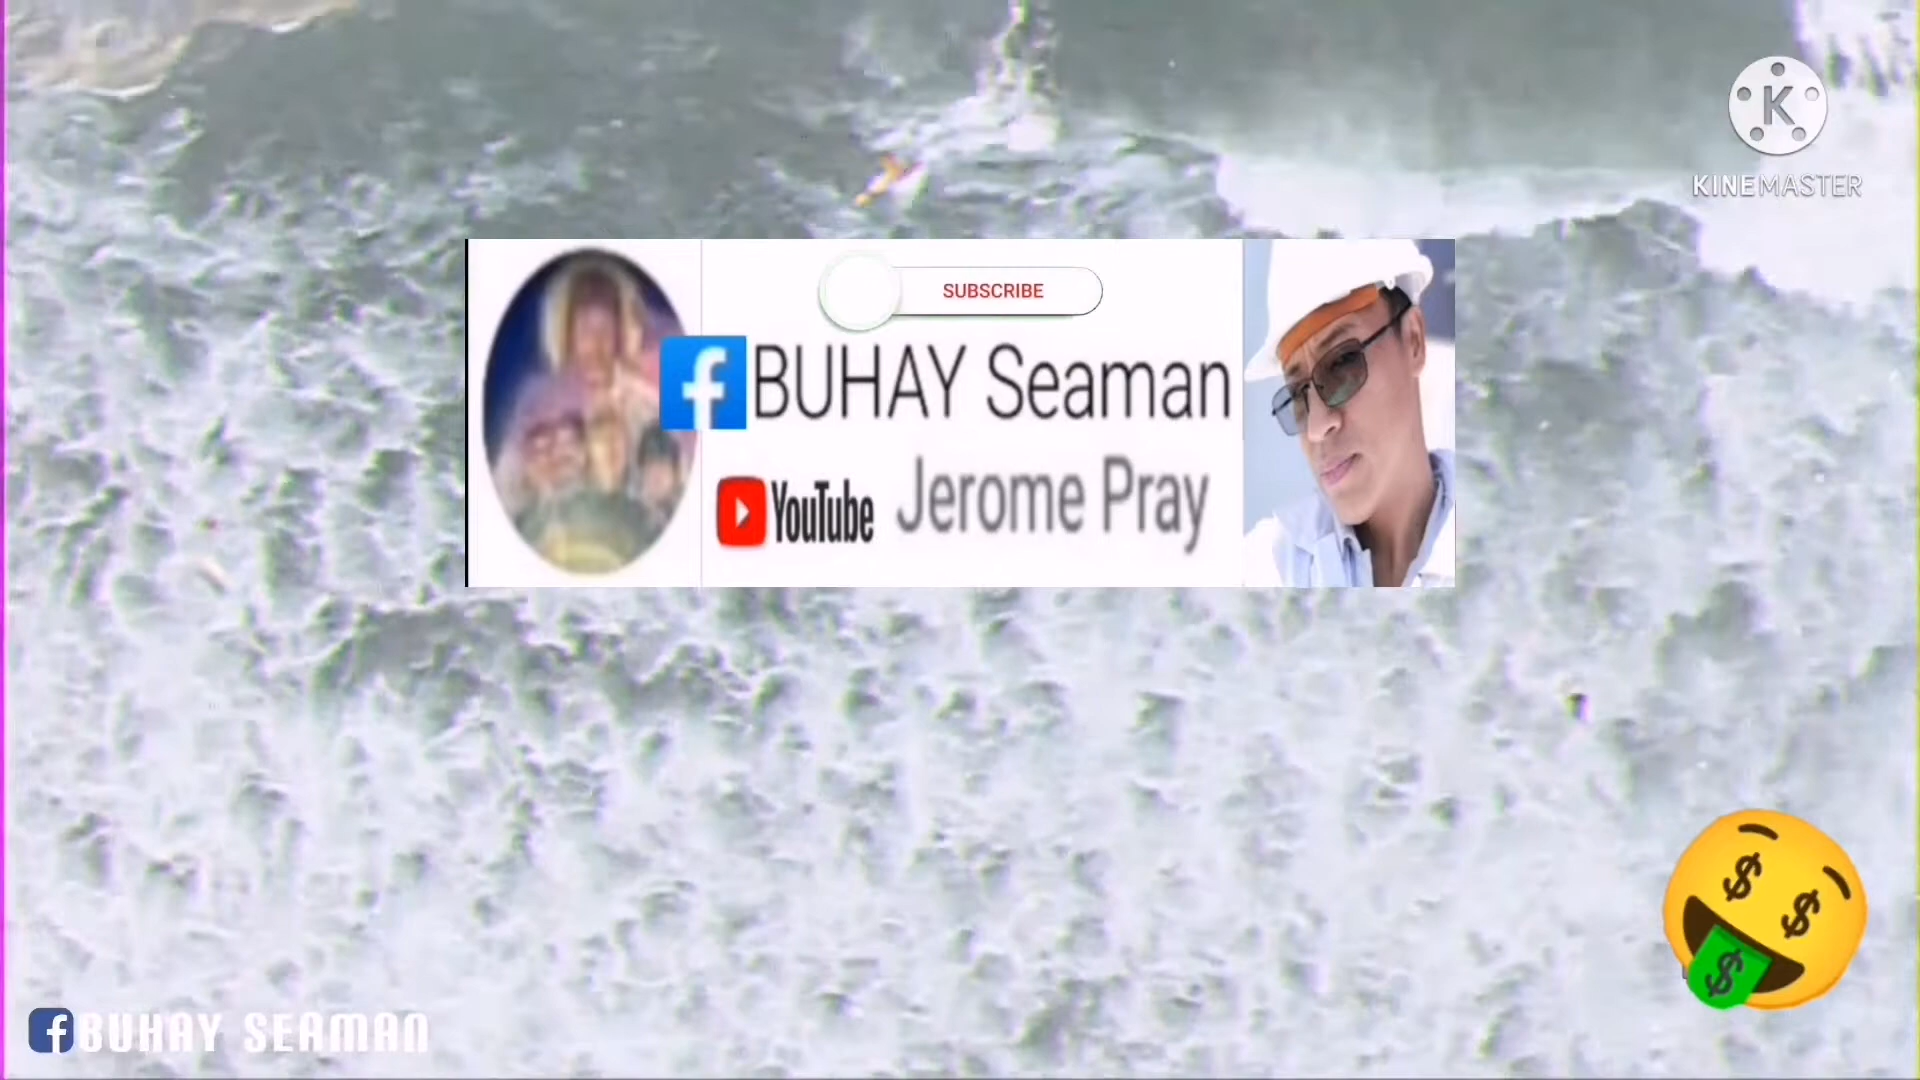 K
KINEMASTER
SUBSCRIBE
f BUHAY Seaman
YouTube Jerome Pray
$ $
$
f BUHAY SEAMAN